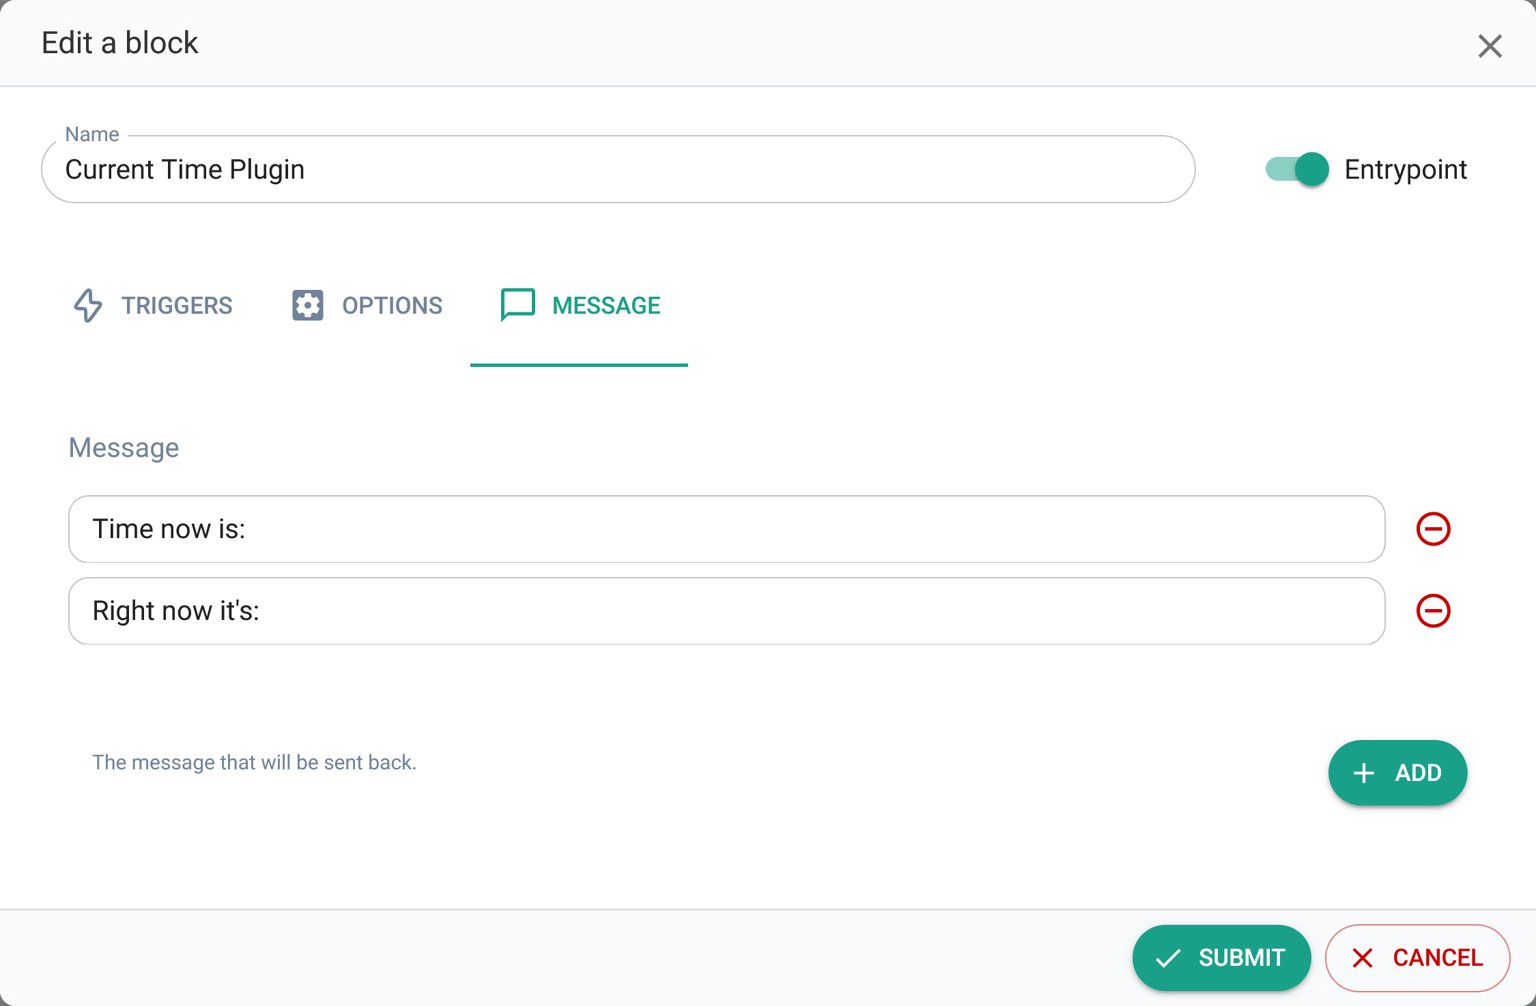 Edit a block
Name
Current Time Plugin
Entrypoint
TRIGGERS
OPTIONS
MESSAGE
Message
Time now is:
Right now it's:
The message that will be sent back.
ADD
SUBMIT
CANCEL